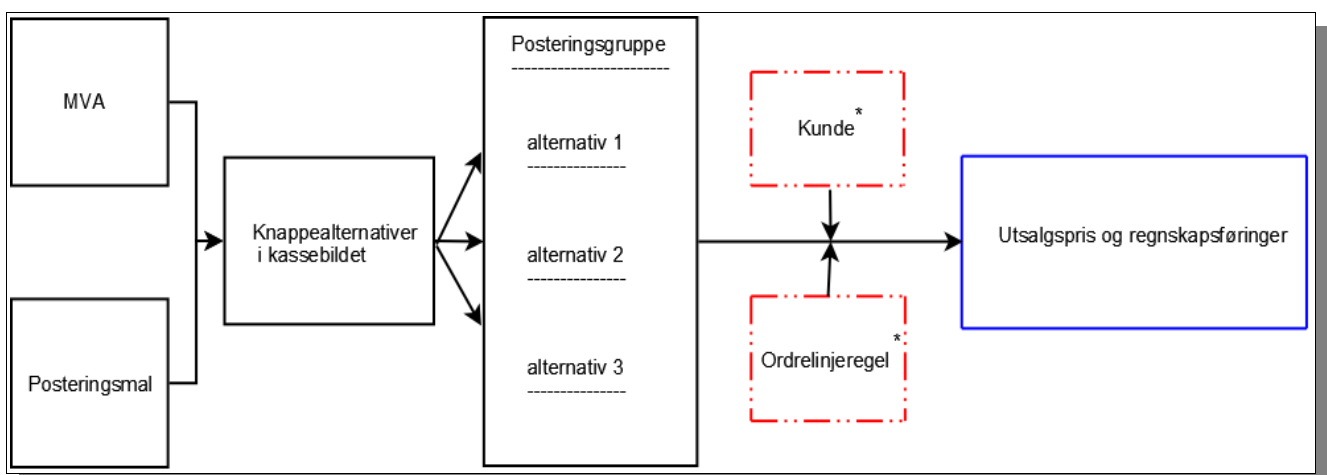 MVA
Posteringsmal
Knappealternativer
i kassebildet
Posteringsgruppe
------------------------
alternativ 1
---------------
alternativ 2
---------------
alternativ 3
---------------
Kunde*
Ordrelinjeregel*
Utsalgspris og regnskapsføringer